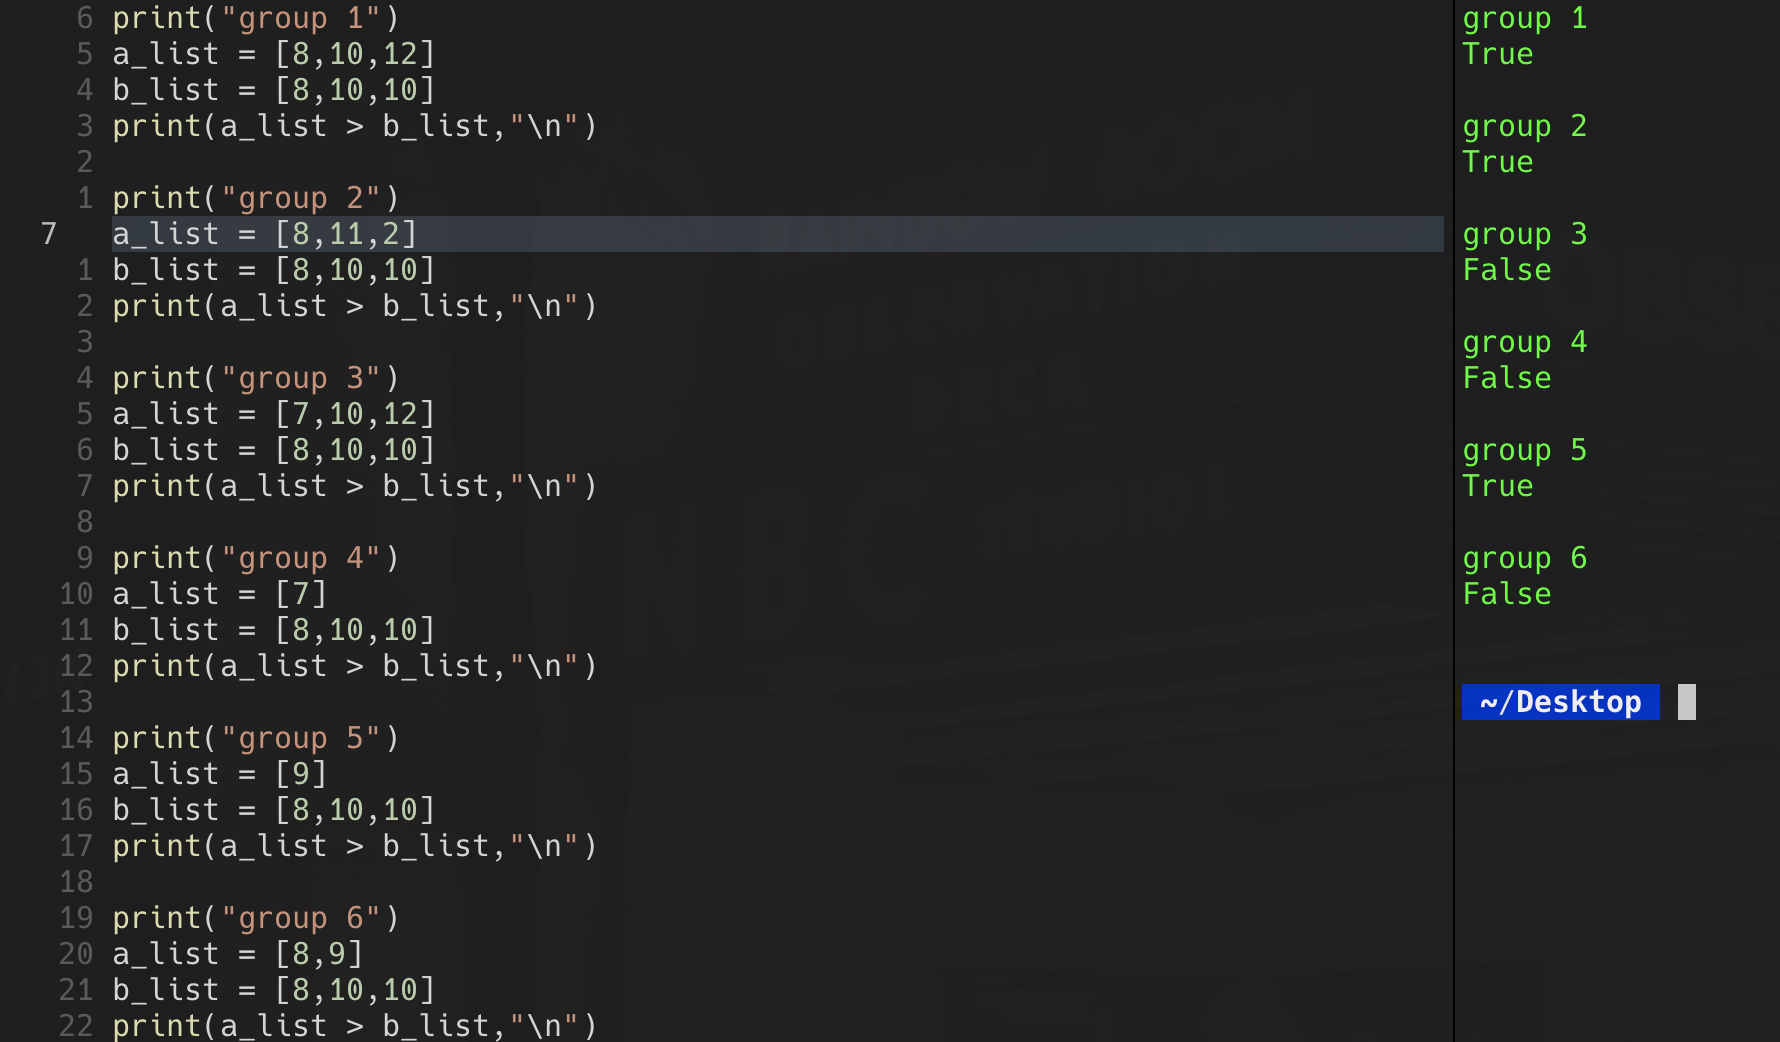 6 print("group 1")
5 a_list = [8,10,12]
4 b_list = [8,10,10]
3 print(a_list > b_list,"\n")
2
1 print("group 2")
7 a_list = [8,11,2]
1 b_list = [8,10,10]
2 print(a_list > b_list,"\n")
3
4 print("group 3")
5 a_list = [7,10,12]
6 b_list = [8,10,10]
7 print(a_list > b_list,"\n")
8
9 print("group 4")
10 a_list = [7]
11 b_list = [8,10,10]
12 print(a_list > b_list,"\n")
13
14 print("group 5")
15 a_list = [9]
16 b_list = [8,10,10]
17 print(a_list > b_list,"\n")
18
19 print("group 6")
20 a_list = [8,9]
21 b_list = [8,10,10]
22 print(a_list > b_list,"\n")
group 1
True
group 2
True
group 3
False
group 4
False
group 5
True
group 6
False
~/Desktop
RAINBOW ROOM
OBSERVATION
DECK
NBC STUDIOS